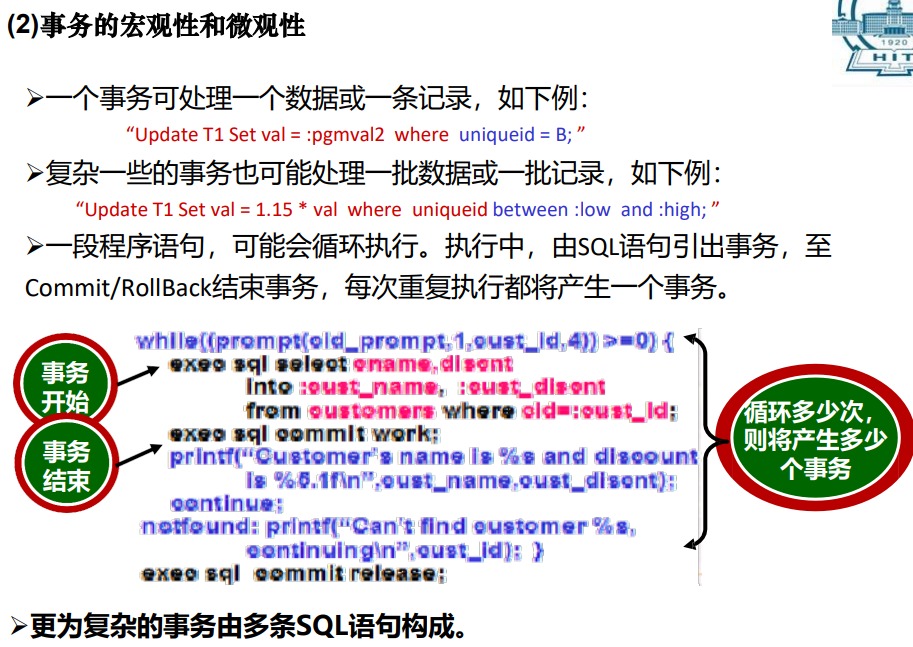 (2)事务的宏观性和微观性
1920
HIT
➢一个事务可处理一个数据或一条记录，如下例：
“Update T1 Set val = :pgmval2 where uniqueid = B; ”
➢复杂一些的事务也可能处理一批数据或一批记录，如下例：
“Update T1 Set val = 1.15 * val where uniqueid between :low and :high; ”
➢一段程序语句，可能会循环执行。执行中，由SQL语句引出事务，至
Commit/RollBack结束事务，每次重复执行都将产生一个事务。
while((prompt(cid_prompt,1,cust_id,4)) >=0) {
exec sql select cname,discnt
into :cust_name, :cust_discnt
from customers where cid=:cust_id;
exec sql commit work;
printf(“Customer's name is %s and discount
is %5.1f\n”,cust_name,cust_discnt);
continue;
notfound: printf(“Can't find customer %s,
continuing\n”,cust_id); }
exec sql commit release;
事务
开始
事务
结束
循环多少次，
则将产生多少
个事务
➢更为复杂的事务由多条SQL语句构成。